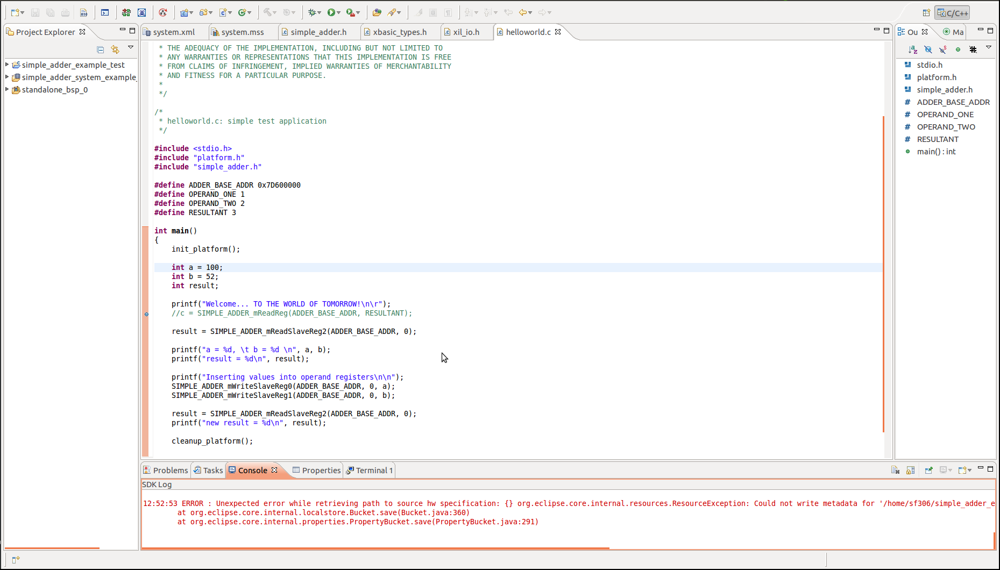 C/C++
Project Explorer
system.xml
system.mss
simple_adder.h
xbasic_types.h
xil_io.h
helloworld.c
Ou
Ma
simple_adder_example_test
simple_adder_system_example_
standalone_bsp_0
* THE ADEQUACY OF THE IMPLEMENTATION, INCLUDING BUT NOT LIMITED TO
* ANY WARRANTIES OR REPRESENTATIONS THAT THIS IMPLEMENTATION IS FREE
* FROM CLAIMS OF INFRINGEMENT, IMPLIED WARRANTIES OF MERCHANTABILITY
* AND FITNESS FOR A PARTICULAR PURPOSE.
*
*/
/*
* helloworld.c: simple test application
*/
#include <stdio.h>
#include "platform.h"
#include "simple_adder.h"
#define ADDER_BASE_ADDR 0x7D600000
#define OPERAND_ONE 1
#define OPERAND_TWO 2
#define RESULTANT 3
int main()
{
init_platform();
int a = 100;
int b = 52;
int result;
printf("Welcome... TO THE WORLD OF TOMORROW!\n\r");
//c = SIMPLE_ADDER_mReadReg(ADDER_BASE_ADDR, RESULTANT);
result = SIMPLE_ADDER_mReadSlaveReg2(ADDER_BASE_ADDR, 0);
printf("a = %d, \t b = %d \n", a, b);
printf("result = %d\n", result);
printf("Inserting values into operand registers\n\n");
SIMPLE_ADDER_mWriteSlaveReg0(ADDER_BASE_ADDR, 0, a);
SIMPLE_ADDER_mWriteSlaveReg1(ADDER_BASE_ADDR, 0, b);
result = SIMPLE_ADDER_mReadSlaveReg2(ADDER_BASE_ADDR, 0);
printf("new result = %d\n", result);
cleanup_platform();
stdio.h
platform.h
simple_adder.h
# ADDER_BASE_ADDR
# OPERAND_ONE
# OPERAND_TWO
# RESULTANT
main() : int
Problems
Tasks
Console
Properties
Terminal 1
SDK Log
12:52:53 ERROR : Unexpected error while retrieving path to source hw specification: {} org.eclipse.core.internal.resources.ResourceException: Could not write metadata for '/home/sf306/simple_adder_e
at org.eclipse.core.internal.localstore.Bucket.save(Bucket.java:360)
at org.eclipse.core.internal.properties.PropertyBucket.save(PropertyBucket.java:291)